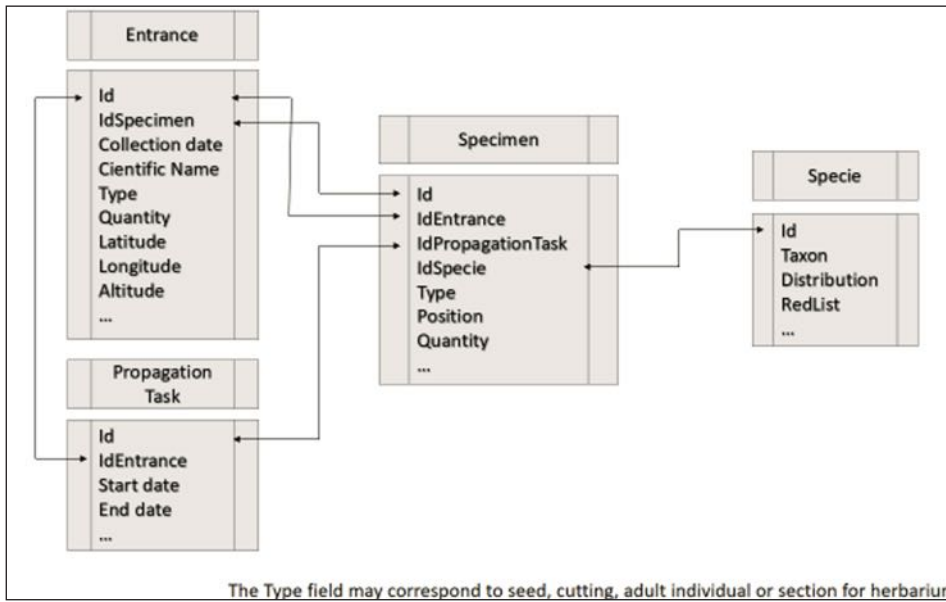 Entrance
Id
IdSpecimen
Collection date
Cientific Name
Type
Quantity
Latitude
Longitude
Altitude
...
Propagation
Task
Id
IdEntrance
Start date
End date
...
Specimen
Id
IdEntrance
IdPropagationTask
IdSpecie
Type
Position
Quantity
...
Specie
Id
Taxon
Distribution
RedList
...
The Type field may correspond to seed, cutting, adult individual or section for